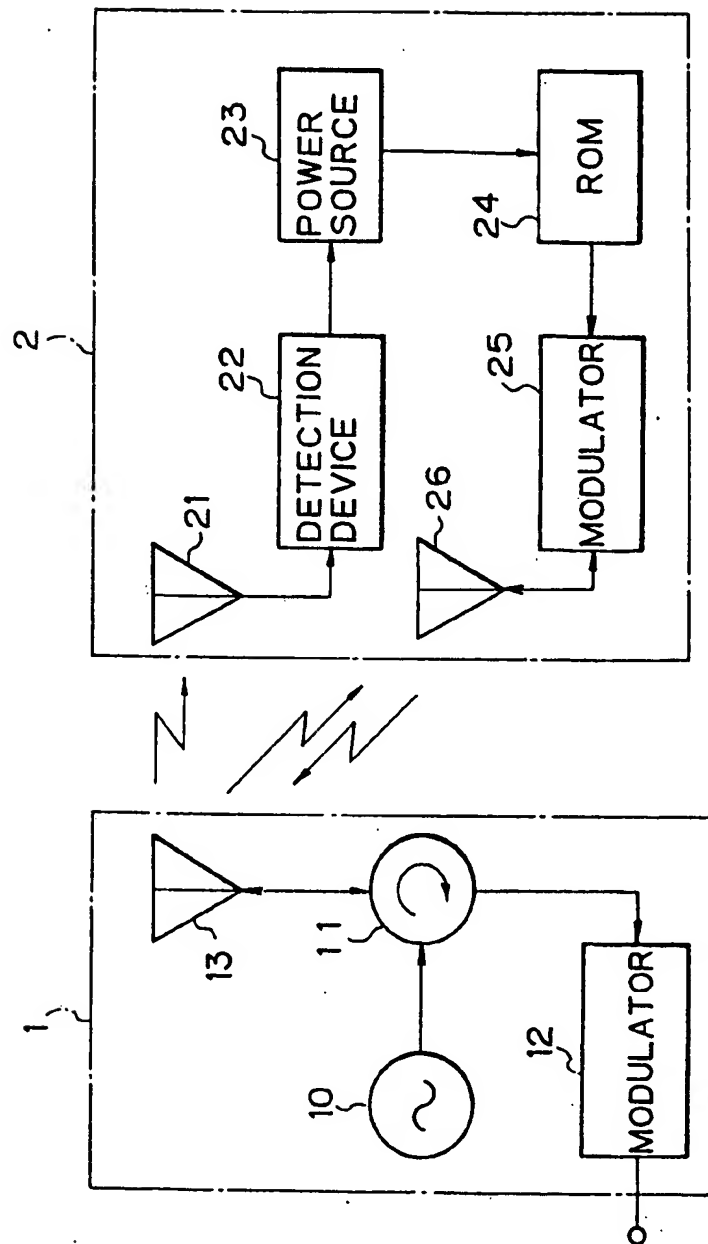 1
13
11
10
12
MODULATOR
2
21
22
DETECTION
DEVICE
23
POWER
SOURCE
26
25
MODULATOR
24
ROM